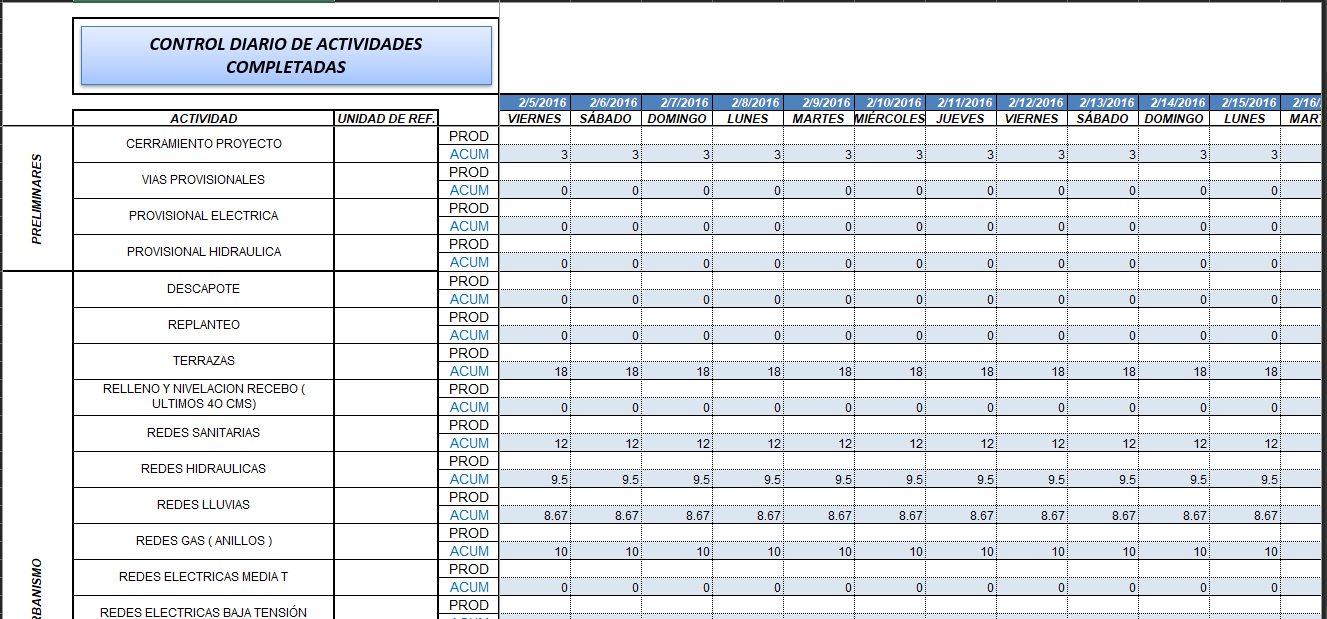 CONTROL DIARIO DE ACTIVIDADES
COMPLETADAS
2/5/2016 2/6/2016 2/7/2016 2/8/2016 2/9/2016 2/10/2016 2/11/2016 2/12/2016 2/13/2016 2/14/2016 2/15/2016 2/16/
ACTIVIDAD UNIDAD DE REF. VIERNES SÁBADO DOMINGO LUNES MARTES MIÉRCOLES JUEVES VIERNES SÁBADO DOMINGO LUNES MAR
PRELIMINARES
CERRAMIENTO PROYECTO
PROD
ACUM 3 3 3 3 3 3 3 3 3 3 3
VIAS PROVISIONALES
PROD
ACUM 0 0 0 0 0 0 0 0 0 0 0
PROVISIONAL ELECTRICA
PROD
ACUM 0 0 0 0 0 0 0 0 0 0 0
PROVISIONAL HIDRAULICA
PROD
ACUM 0 0 0 0 0 0 0 0 0 0 0
RBANISMO
DESCAPOTE
PROD
ACUM 0 0 0 0 0 0 0 0 0 0 0
REPLANTEO
PROD
ACUM 0 0 0 0 0 0 0 0 0 0 0
TERRAZAS
PROD
ACUM 18 18 18 18 18 18 18 18 18 18 18
RELLENO Y NIVELACION RECEBO (
ULTIMOS 4O CMS)
PROD
ACUM 0 0 0 0 0 0 0 0 0 0 0
REDES SANITARIAS
PROD
ACUM 12 12 12 12 12 12 12 12 12 12 12
REDES HIDRAULICAS
PROD
ACUM 9.5 9.5 9.5 9.5 9.5 9.5 9.5 9.5 9.5 9.5 9.5
REDES LLUVIAS
PROD
ACUM 8.67 8.67 8.67 8.67 8.67 8.67 8.67 8.67 8.67 8.67 8.67
REDES GAS ( ANILLOS )
PROD
ACUM 10 10 10 10 10 10 10 10 10 10 10
REDES ELECTRICAS MEDIA T
PROD
ACUM 0 0 0 0 0 0 0 0 0 0 0
REDES ELECTRICAS BAJA TENSIÓN
PROD